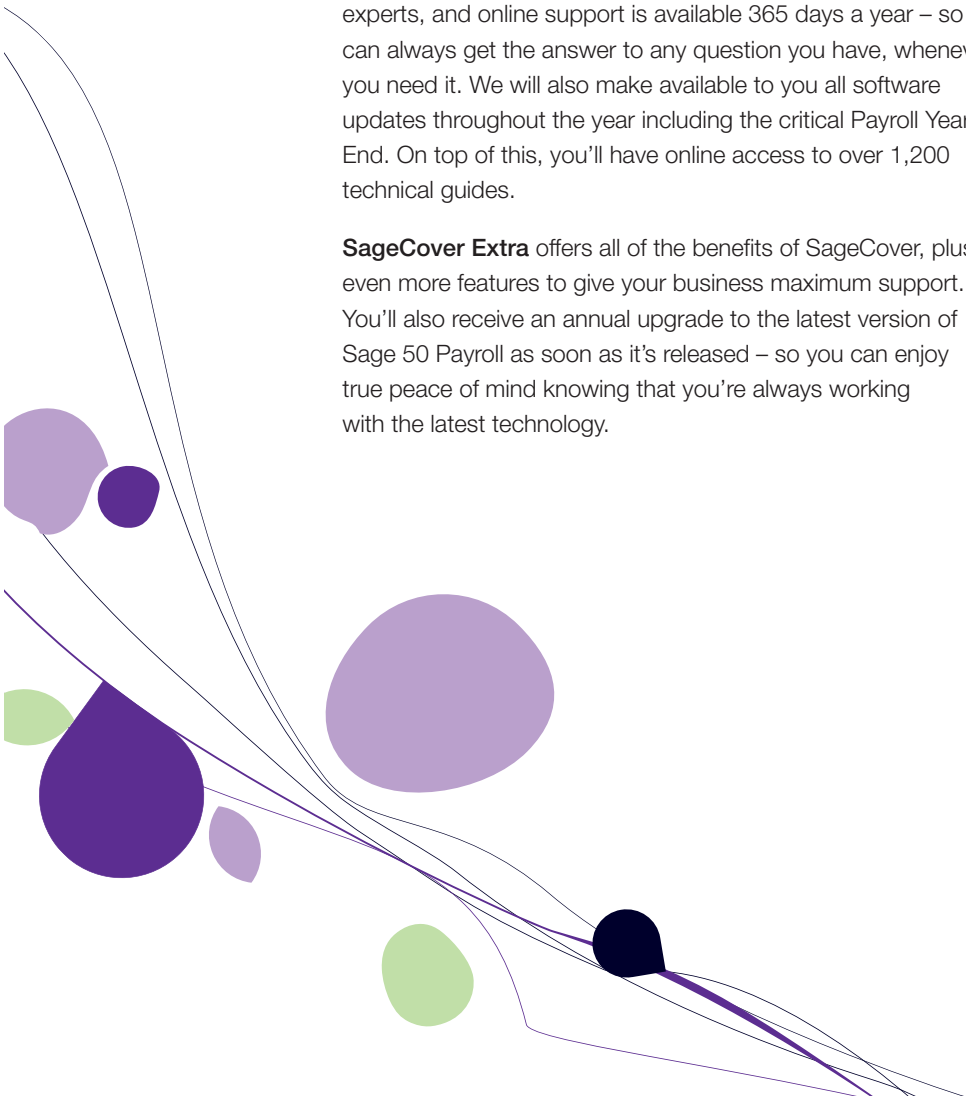 experts, and online support is available 365 days a year – so
can always get the answer to any question you have, whenev
you need it. We will also make available to you all software
updates throughout the year including the critical Payroll Year
End. On top of this, you’ll have online access to over 1,200
technical guides.
SageCover Extra offers all of the benefits of SageCover, plus
even more features to give your business maximum support.
You’ll also receive an annual upgrade to the latest version of
Sage 50 Payroll as soon as it’s released – so you can enjoy
true peace of mind knowing that you’re always working
with the latest technology.